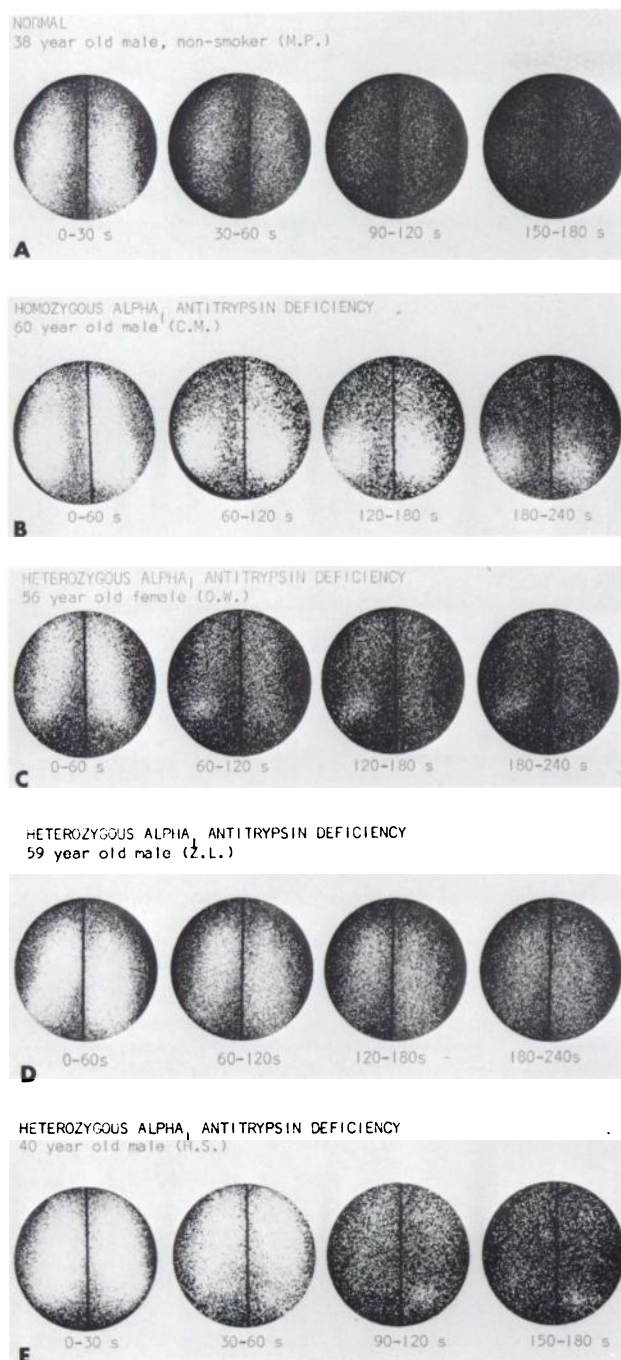 NORMAL
38 year old male, non-smoker (M.P.)
0-30 s 30-60 s 90-120 s 150-180 s
A
HOMOZYGOUS ALPHA₁ ANTITRYPSIN DEFICIENCY
60 year old male (C.M.)
0-60 s 60-120 s 120-180 s 180-240 s
B
HETEROZYGOUS ALPHA₁ ANTITRYPSIN DEFICIENCY
56 year old female (O.W.)
0-60 s 60-120 s 120-180 s 180-240 s
C
HETEROZYGOUS ALPHA₁ ANTITRYPSIN DEFICIENCY
59 year old male (Z.L.)
0-60s 60-120s 120-180s 180-240s
D
HETEROZYGOUS ALPHA₁ ANTITRYPSIN DEFICIENCY
40 year old male (H.S.)
0-30 s 30-60 s 90-120 s 150-180 s
E